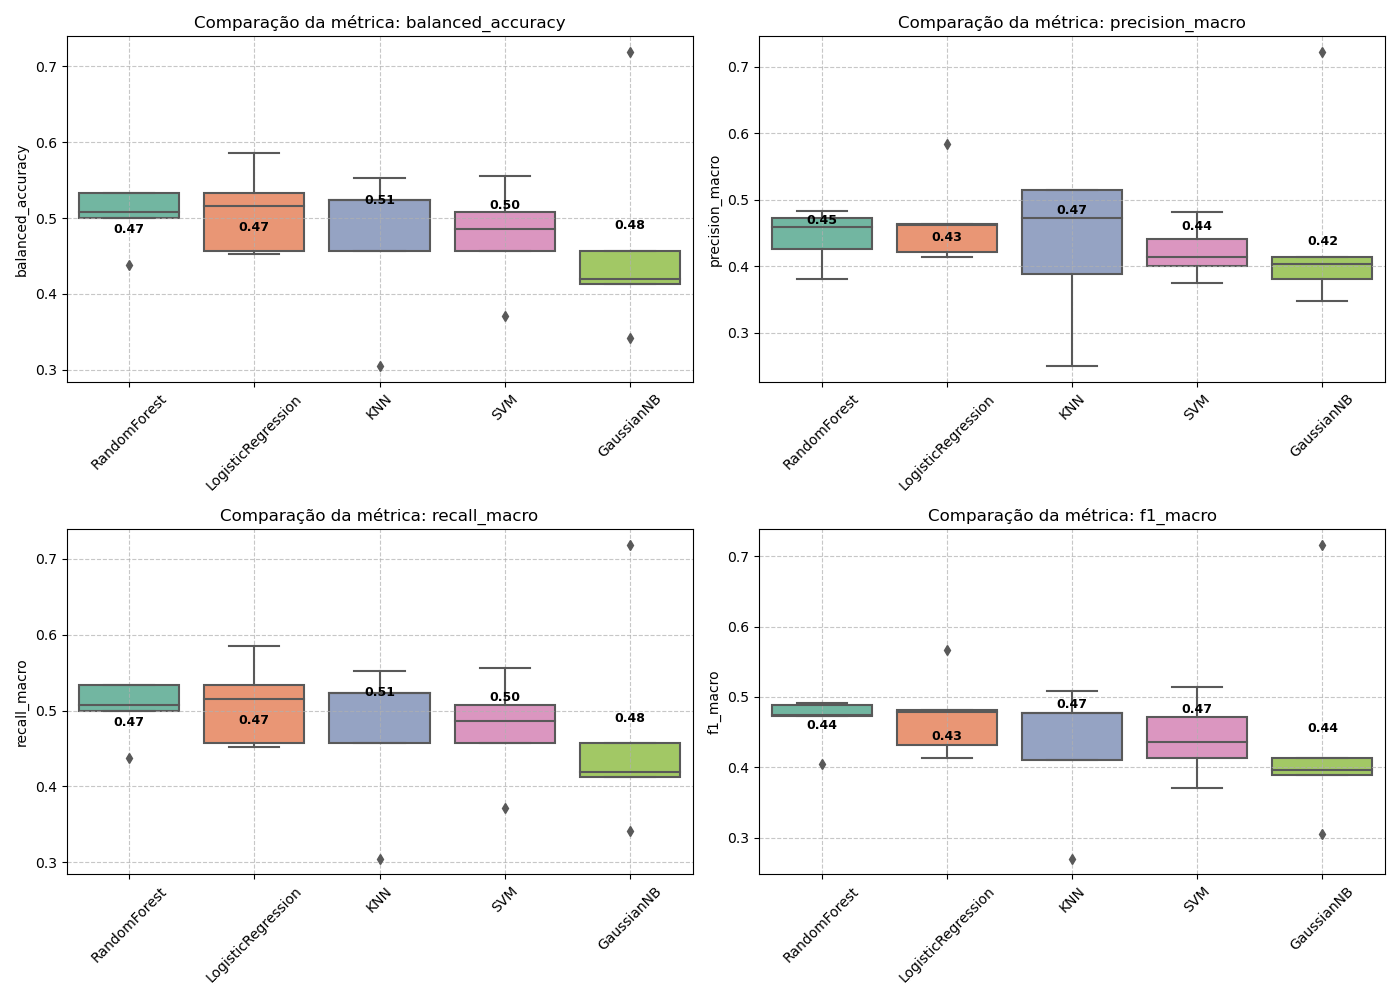 Comparação da métrica: balanced_accuracy
balanced_accuracy
0.7
0.6
0.5
0.4
0.3
0.47
0.47
0.51
0.50
0.48
RandomForest
LogisticRegression
KNN
SVM
GaussianNB
Comparação da métrica: precision_macro
precision_macro
0.7
0.6
0.5
0.4
0.3
0.45
0.43
0.47
0.44
0.42
RandomForest
LogisticRegression
KNN
SVM
GaussianNB
Comparação da métrica: recall_macro
recall_macro
0.7
0.6
0.5
0.4
0.3
0.47
0.47
0.51
0.50
0.48
RandomForest
LogisticRegression
KNN
SVM
GaussianNB
Comparação da métrica: f1_macro
f1_macro
0.7
0.6
0.5
0.4
0.3
0.44
0.43
0.47
0.47
0.44
RandomForest
LogisticRegression
KNN
SVM
GaussianNB